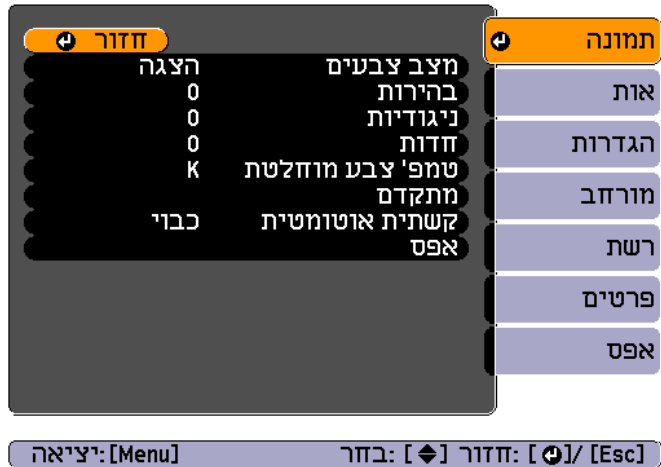 תמונה
אות
הגדרות
מורחב
רשת
פרטים
אפס
חזור
מצב צבעים הצגה
בהירות 0
ניגודיות 0
חדות 0
טמפ' צבע מוחלטת K
מתקדם
קשתית אוטומטית כבוי
אפס
[Esc] /[ ] :חזור [ ] :בחר [Menu]:יציאה